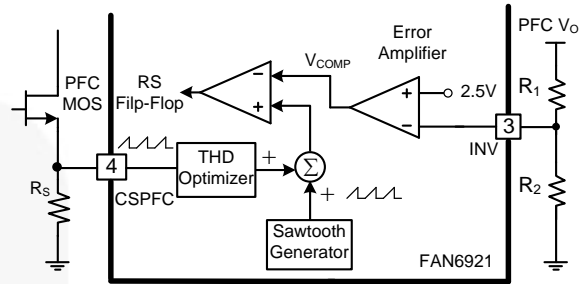 Error
Amplifier
PFC VO
PFC
MOS
RS
Filp-Flop
VCOMP
−
+
+
−
2.5V
R1
3
INV
4
CSPFC
THD
Optimizer
+
Σ
+
RS
R2
Sawtooth
Generator
FAN6921